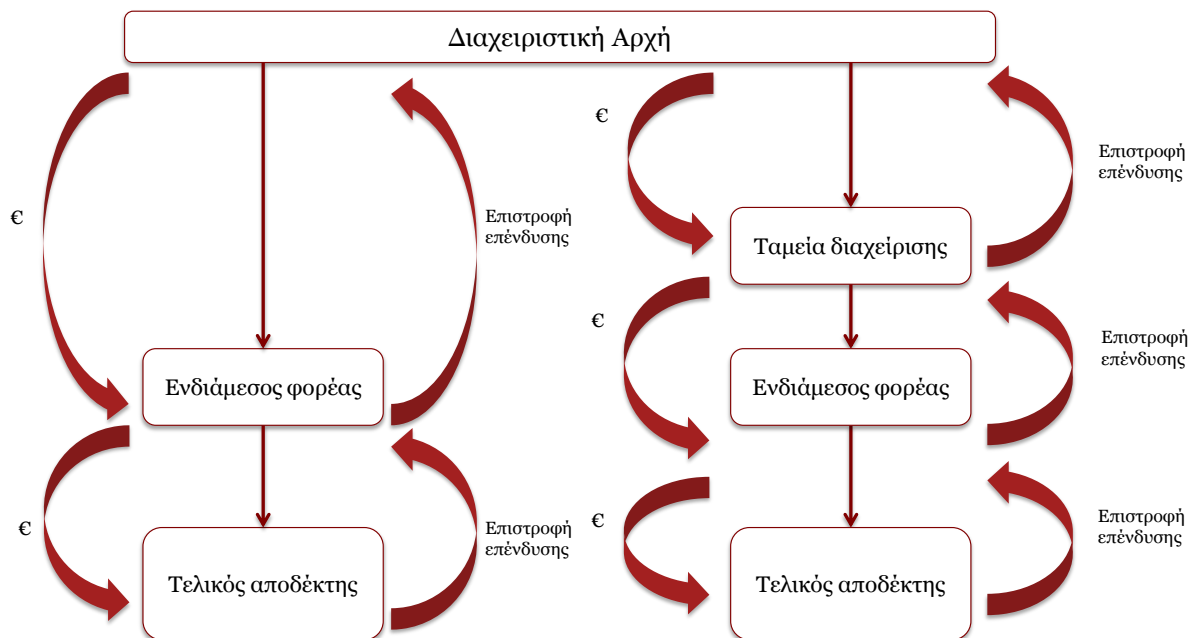 Διαχειριστική Αρχή
€
Επιστροφή
επένδυσης
€
Επιστροφή
επένδυσης
Ταμεία διαχείρισης
€
Επιστροφή
επένδυσης
Ενδιάμεσος φορέας
Ενδιάμεσος φορέας
€
Επιστροφή
επένδυσης
€
Επιστροφή
επένδυσης
Τελικός αποδέκτης
Τελικός αποδέκτης